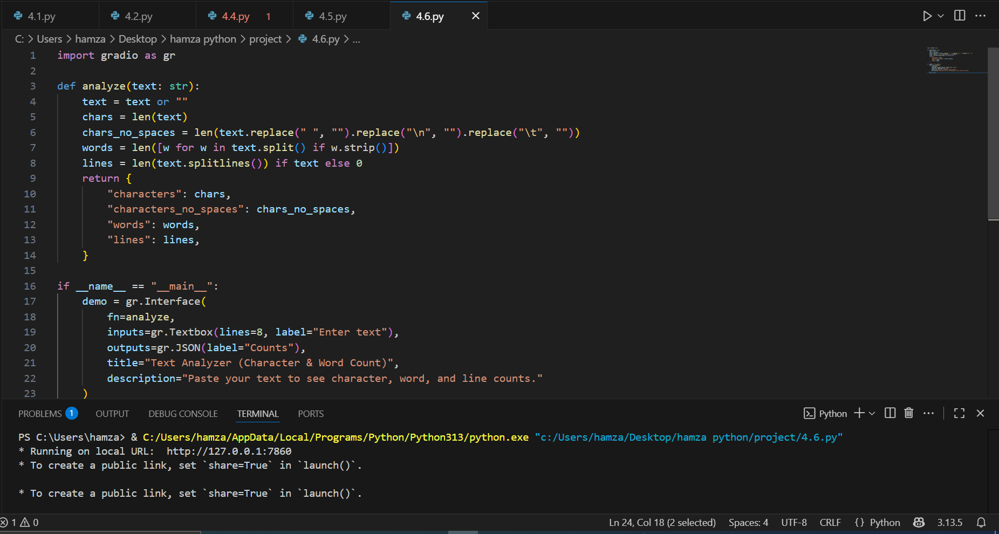 4.1.py 4.2.py 4.4.py 1 4.5.py 4.6.py
C: > Users > hamza > Desktop > hamza python > project > 4.6.py > ...
1 import gradio as gr
2
3 def analyze(text: str):
4     text = text or ""
5     chars = len(text)
6     chars_no_spaces = len(text.replace(" ", "").replace("\n", "").replace("\t", ""))
7     words = len([w for w in text.split() if w.strip()])
8     lines = len(text.splitlines()) if text else 0
9     return {
10         "characters": chars,
11         "characters_no_spaces": chars_no_spaces,
12         "words": words,
13         "lines": lines,
14     }
15
16 if __name__ == "__main__":
17     demo = gr.Interface(
18         fn=analyze,
19         inputs=gr.Textbox(lines=8, label="Enter text"),
20         outputs=gr.JSON(label="Counts"),
21         title="Text Analyzer (Character & Word Count)",
22         description="Paste your text to see character, word, and line counts."
23     )
PROBLEMS 1 OUTPUT DEBUG CONSOLE TERMINAL PORTS Python
PS C:\Users\hamza> & C:/Users/hamza/AppData/Local/Programs/Python/Python313/python.exe "c:/Users/hamza/Desktop/hamza python/project/4.6.py"
* Running on local URL:  http://127.0.0.1:7860
* To create a public link, set `share=True` in `launch()`.
* To create a public link, set `share=True` in `launch()`.
1 0 Ln 24, Col 18 (2 selected) Spaces: 4 UTF-8 CRLF {} Python 3.13.5